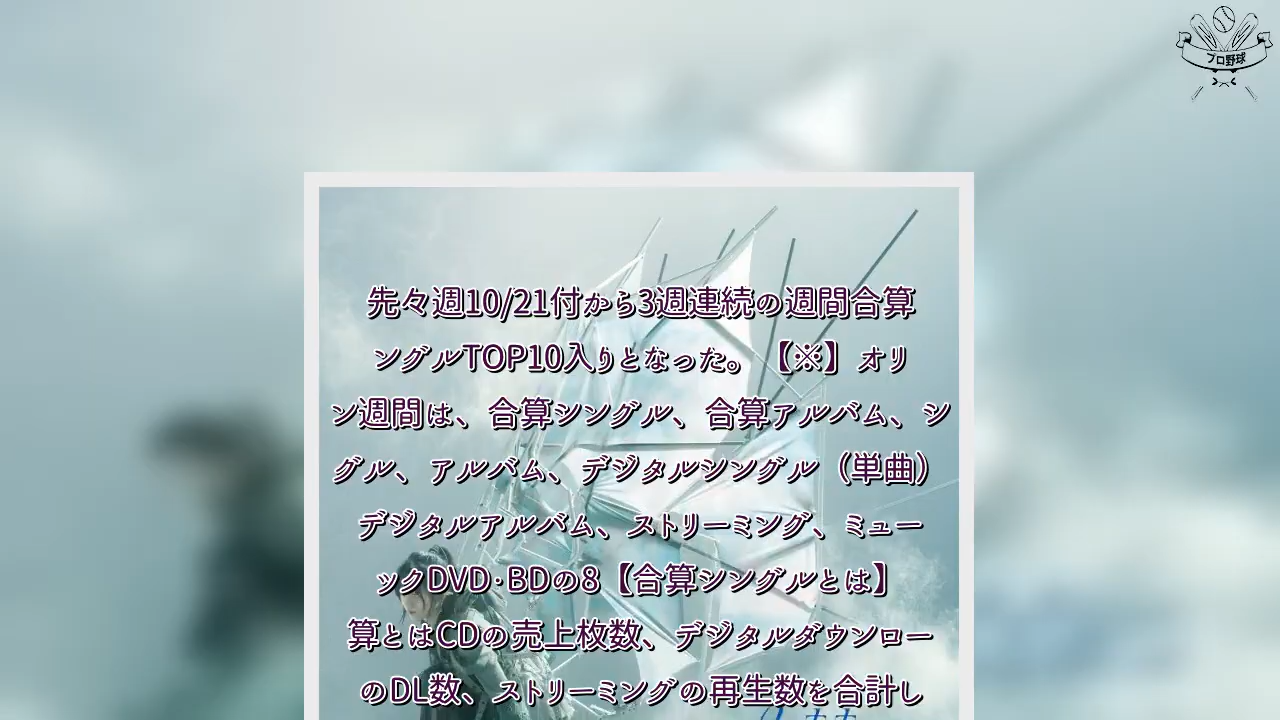 プロ野球
先々週10/21付から3週連続の週間合算
ングルTOP10入りとなった。【※】オリ
ン週間は、合算シングル、合算アルバム、シ
グル、アルバム、デジタルシングル（単曲）
デジタルアルバム、ストリーミング、ミュー
ックDVD･BDの8【合算シングルとは】
算とはCDの売上枚数、デジタルダウンロー
のDL数、ストリーミングの再生数を合計し